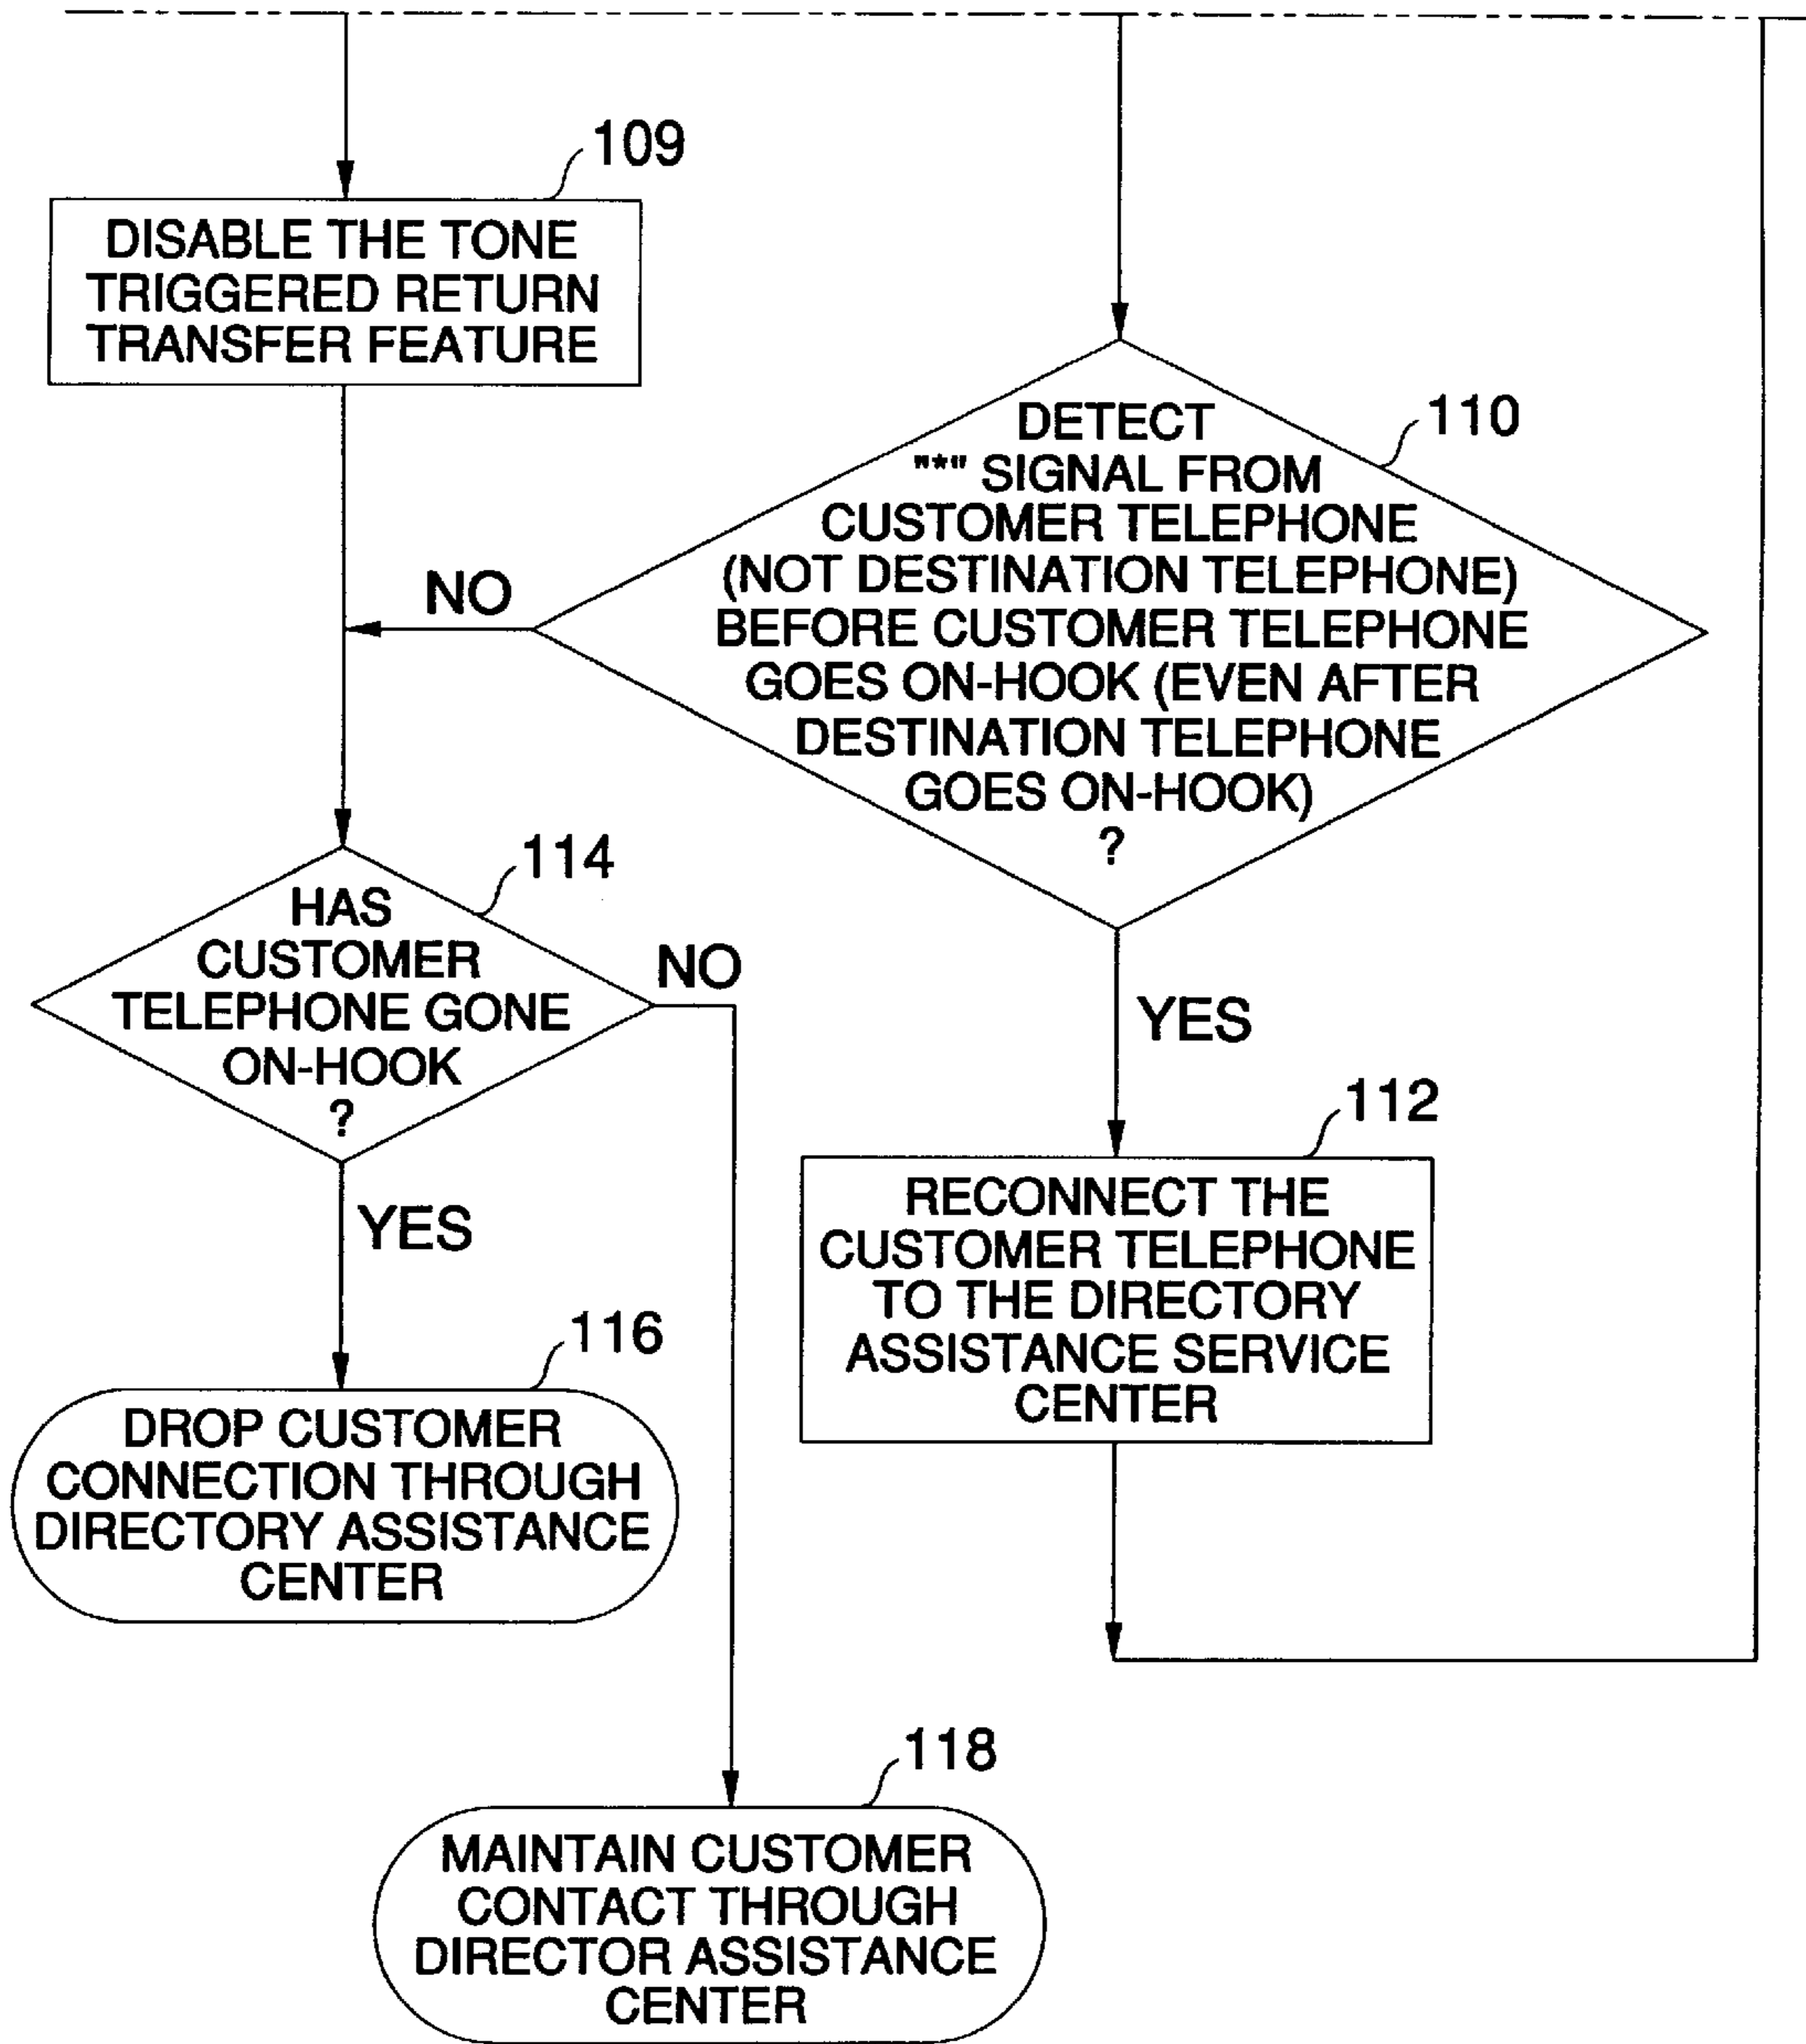 109
DISABLE THE TONE
TRIGGERED RETURN
TRANSFER FEATURE
110
DETECT
"*" SIGNAL FROM
CUSTOMER TELEPHONE
(NOT DESTINATION TELEPHONE)
BEFORE CUSTOMER TELEPHONE
GOES ON-HOOK (EVEN AFTER
DESTINATION TELEPHONE
GOES ON-HOOK)
?
NO
YES
114
HAS
CUSTOMER
TELEPHONE GONE
ON-HOOK
?
NO
YES
112
RECONNECT THE
CUSTOMER TELEPHONE
TO THE DIRECTORY
ASSISTANCE SERVICE
CENTER
116
DROP CUSTOMER
CONNECTION THROUGH
DIRECTORY ASSISTANCE
CENTER
118
MAINTAIN CUSTOMER
CONTACT THROUGH
DIRECTOR ASSISTANCE
CENTER